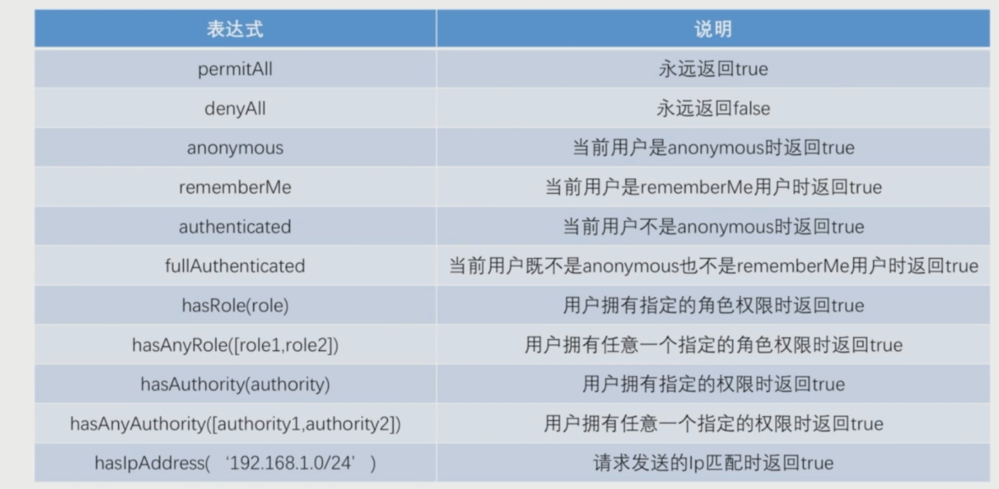 表达式 说明
permitAll 永远返回true
denyAll 永远返回false
anonymous 当前用户是anonymous时返回true
rememberMe 当前用户是rememberMe用户时返回true
authenticated 当前用户不是anonymous时返回true
fullAuthenticated 当前用户既不是anonymous也不是rememberMe用户时返回true
hasRole(role) 用户拥有指定的角色权限时返回true
hasAnyRole([role1,role2]) 用户拥有任意一个指定的角色权限时返回true
hasAuthority(authority) 用户拥有指定的权限时返回true
hasAnyAuthority([authority1,authority2]) 用户拥有任意一个指定的权限时返回true
hasIpAddress( ‘192.168.1.0/24’ ) 请求发送的Ip匹配时返回true